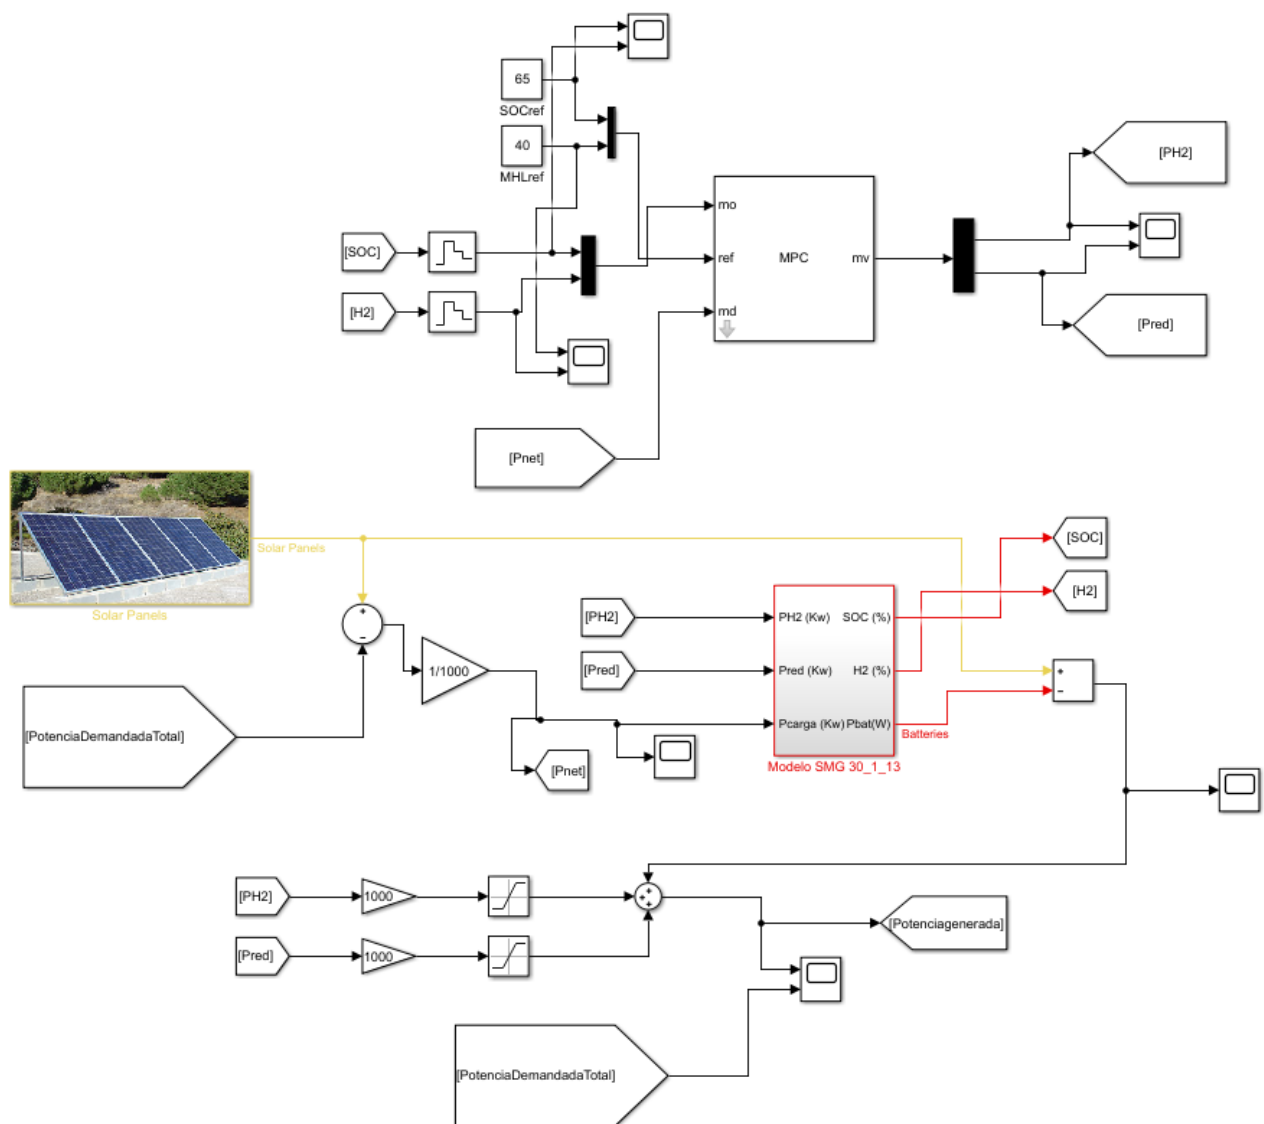 65
SOCref
40
MHLref
[PH2]
mo
[SOC]
ref
MPC
mv
[H2]
md
[Pred]
[Pnet]
Solar Panels
Solar Panels
[SOC]
[H2]
[PH2]
PH2 (Kw)
SOC (%)
1/1000
[Pred]
Pred (Kw)
H2 (%)
+
-
+
-
[PotenciaDemandadaTotal]
Pcarga (Kw)
Pbat(W)
Batteries
[Pnet]
Modelo SMG 30_1_13
[PH2]
1000
+
+
+
[Potenciagenerada]
[Pred]
1000
[PotenciaDemandadaTotal]